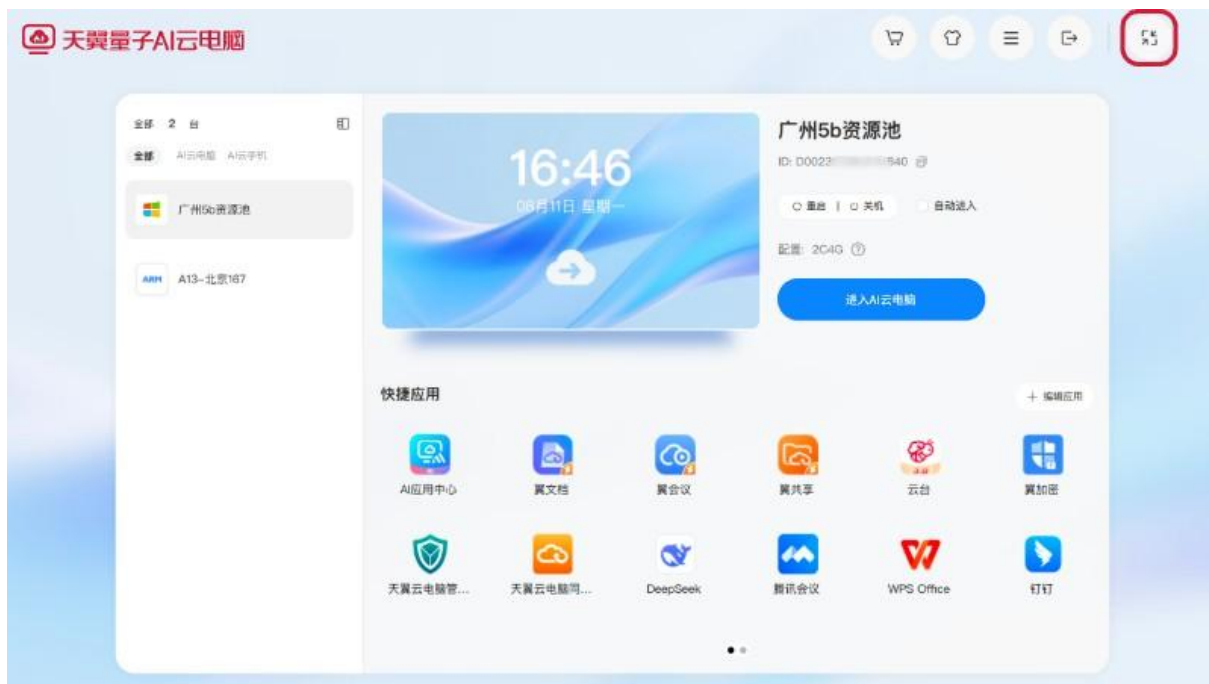 天翼量子AI云电脑
全部 2 台
全部 AI云电脑 AI云手机
广州5b资源池
ARM A13-北京167
16:46
08月11日 星期一
广州5b资源池
ID: D0023 840
重启 | 关机 自动进入
配置: 2C4G
进入AI云电脑
快捷应用
+ 编辑应用
AI应用中心 翼文档 翼会议 翼共享 云台 翼加密
天翼云电脑管... 天翼云电脑同... DeepSeek 腾讯会议 WPS Office 钉钉